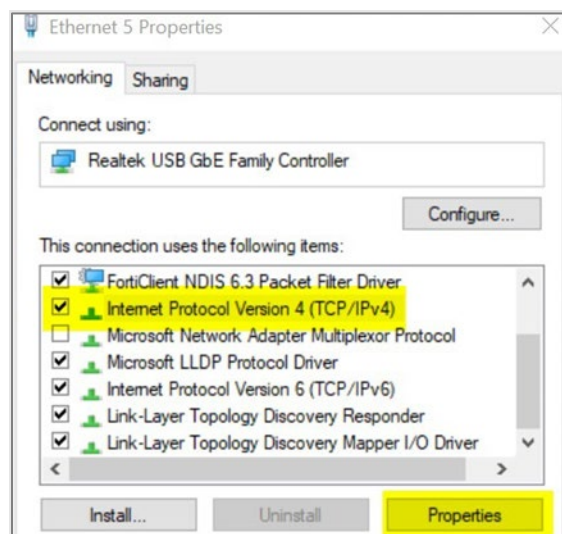 Ethernet 5 Properties
Networking Sharing
Connect using:
Realtek USB GbE Family Controller
Configure...
This connection uses the following items:
FortiClient NDIS 6.3 Packet Filter Driver
Internet Protocol Version 4 (TCP/IPv4)
Microsoft Network Adapter Multiplexor Protocol
Microsoft LLDP Protocol Driver
Internet Protocol Version 6 (TCP/IPv6)
Link-Layer Topology Discovery Responder
Link-Layer Topology Discovery Mapper I/O Driver
Install... Uninstall Properties